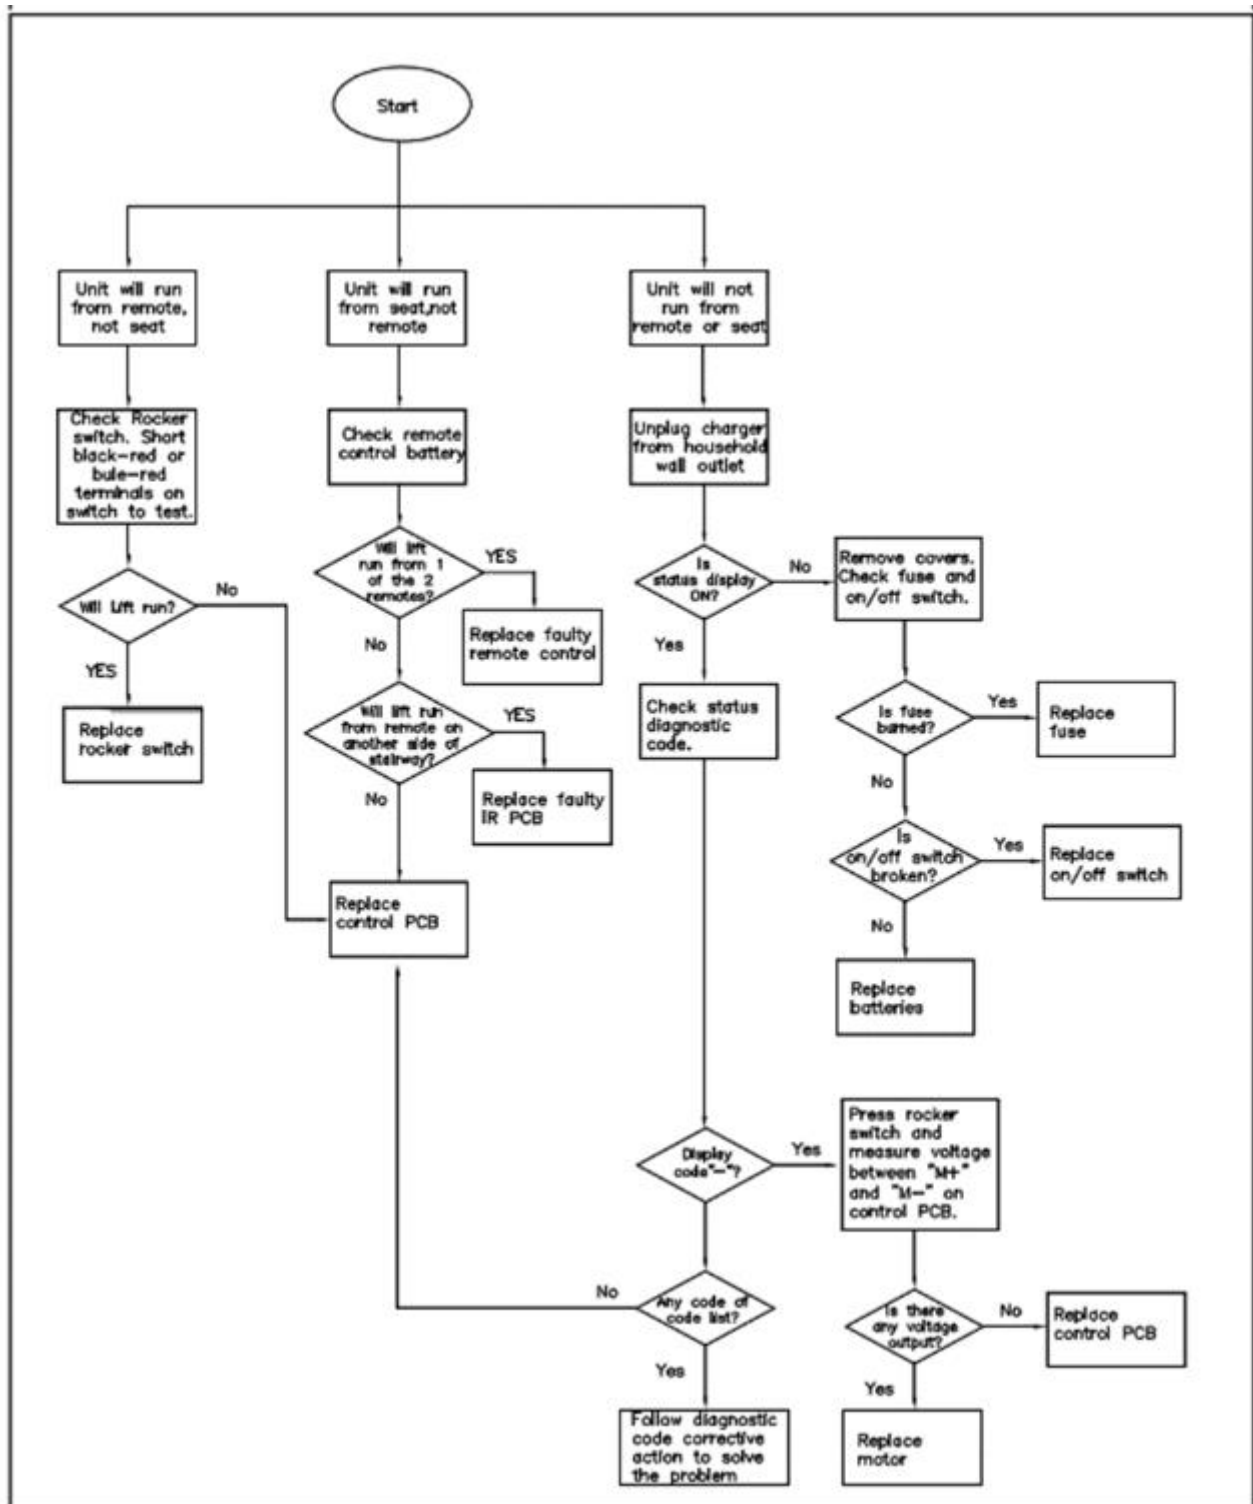 Start
Unit will run
from remote,
not seat
Unit will run
from seat,not
remote
Unit will not
run from
remote or seat
Check Rocker
switch. Short
black-red or
bule-red
terminals on
switch to test.
Check remote
control battery
Unplug charger
from household
wall outlet
Will Lift run?
No
YES
Replace
rocker switch
Will lift
run from 1
of the 2
remotes?
YES
Replace faulty
remote control
No
Will lift run
from remote on
another side of
stairway?
YES
Replace faulty
IR PCB
No
Replace
control PCB
Is
status display
ON?
No
Remove covers.
Check fuse and
on/off switch.
Yes
Check status
diagnostic
code.
Is fuse
burned?
Yes
Replace
fuse
No
Is
on/off switch
broken?
Yes
Replace
on/off switch
No
Replace
batteries
Display
code"-"?
Yes
Press rocker
switch and
measure voltage
between "M+"
and "M-" on
control PCB.
Any code of
code list?
No
Yes
Follow diagnostic
code corrective
action to solve
the problem
Is there
any voltage
output?
No
Replace
control PCB
Yes
Replace
motor